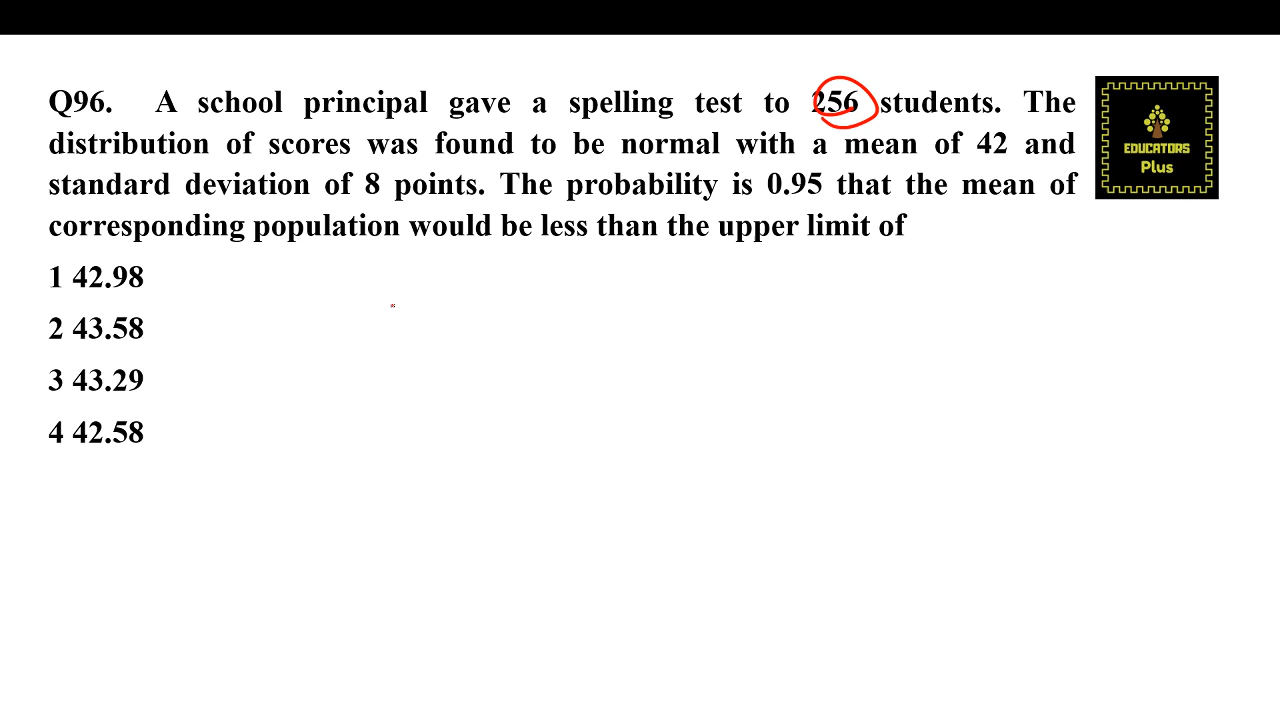 Q96. A school principal gave a spelling test to 256 students. The
distribution of scores was found to be normal with a mean of 42 and
standard deviation of 8 points. The probability is 0.95 that the mean of
corresponding population would be less than the upper limit of
1 42.98
2 43.58
3 43.29
4 42.58
EDUCATORS
Plus